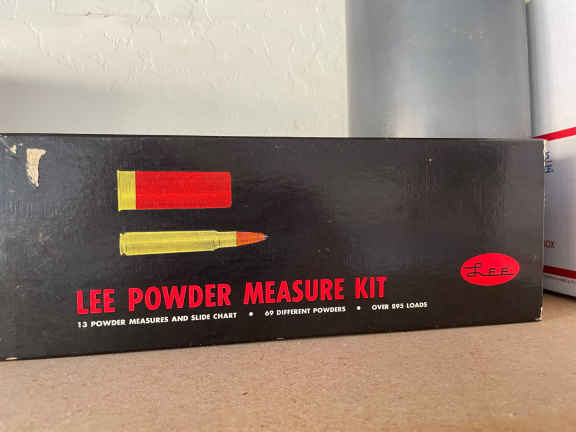 LEE POWDER MEASURE KIT
13 POWDER MEASURES AND SLIDE CHART • 69 DIFFERENT POWDERS • OVER 895 LOADS
LEE